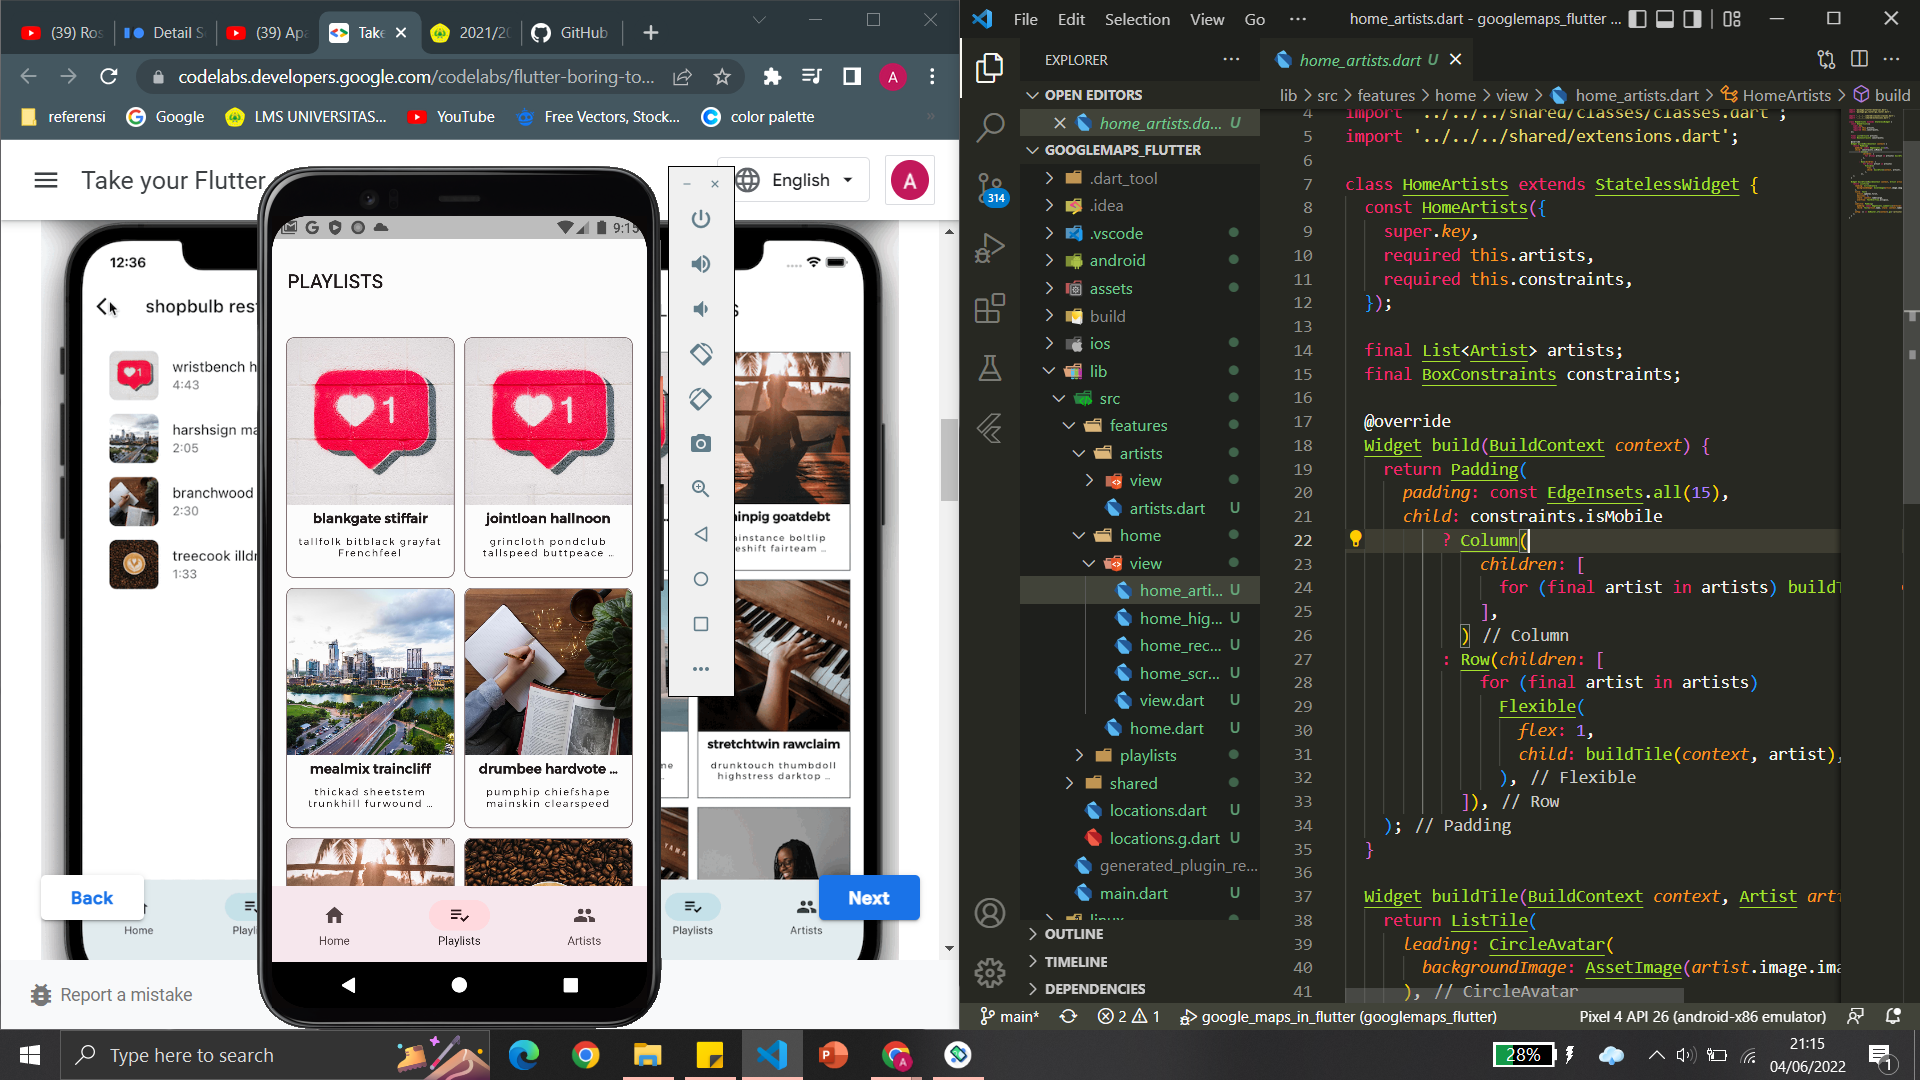 (39) Ros
Detail S
(39) Apa
Take
2021/20
GitHub
codelabs.developers.google.com/codelabs/flutter-boring-to...
A
referensi
Google
LMS UNIVERSITAS...
YouTube
Free Vectors, Stock...
color palette
Take your Flutter
English
A
12:36
shopbulb rest
wristbench h
4:43
harshsign ma
2:05
branchwood
2:30
treecook illdr
1:33
Back
Home
Playli
9:15
PLAYLISTS
1
1
blankgate stiffair
tallfolk bitblack grayfat
Frenchfeel
jointloan hallnoon
grincloth pondclub
tallspeed buttpeace ...
mealmix traincliff
thickad sheetstem
trunkhill furwound ...
drumbee hardvote ...
pumphip chiefshape
mainskin clearspeed
Home
Playlists
Artists
inpig goatdebt
instance boltlip
eshift fairteam ...
YAMA
stretchtwin rawclaim
drunktouch thumbdoll
highstress darktop ...
Playlists
Artists
Next
Report a mistake
File
Edit
Selection
View
Go
home_artists.dart - googlemaps_flutter ...
EXPLORER
OPEN EDITORS
home_artists.da... U
GOOGLEMAPS_FLUTTER
.dart_tool
.idea
.vscode
android
assets
build
ios
lib
src
features
artists
view
artists.dart U
home
view
home_arti... U
home_hig... U
home_rec... U
home_scr... U
view.dart U
home.dart U
playlists
shared
locations.dart U
locations.g.dart U
generated_plugin_re...
main.dart U
linux
OUTLINE
TIMELINE
DEPENDENCIES
314
home_artists.dart U
lib > src > features > home > view > home_artists.dart > HomeArtists > build
4 import '../../../shared/classes/classes.dart';
5 import '../../../shared/extensions.dart';
6
7 class HomeArtists extends StatelessWidget {
8 const HomeArtists({
9 super.key,
10 required this.artists,
11 required this.constraints,
12 });
13
14 final List<Artist> artists;
15 final BoxConstraints constraints;
16
17 @override
18 Widget build(BuildContext context) {
19 return Padding(
20 padding: const EdgeInsets.all(15),
21 child: constraints.isMobile
22 ? Column(
23 children: [
24 for (final artist in artists) buildT
25 ],
26 ) // Column
27 : Row(children: [
28 for (final artist in artists)
29 Flexible(
30 flex: 1,
31 child: buildTile(context, artist),
32 ), // Flexible
33 ]), // Row
34 ); // Padding
35 }
36
37 Widget buildTile(BuildContext context, Artist art
38 return ListTile(
39 leading: CircleAvatar(
40 backgroundImage: AssetImage(artist.image.ima
41 ), // CircleAvatar
main*
2
1
google_maps_in_flutter (googlemaps_flutter)
Pixel 4 API 26 (android-x86 emulator)
Type here to search
28%
21:15
04/06/2022
1